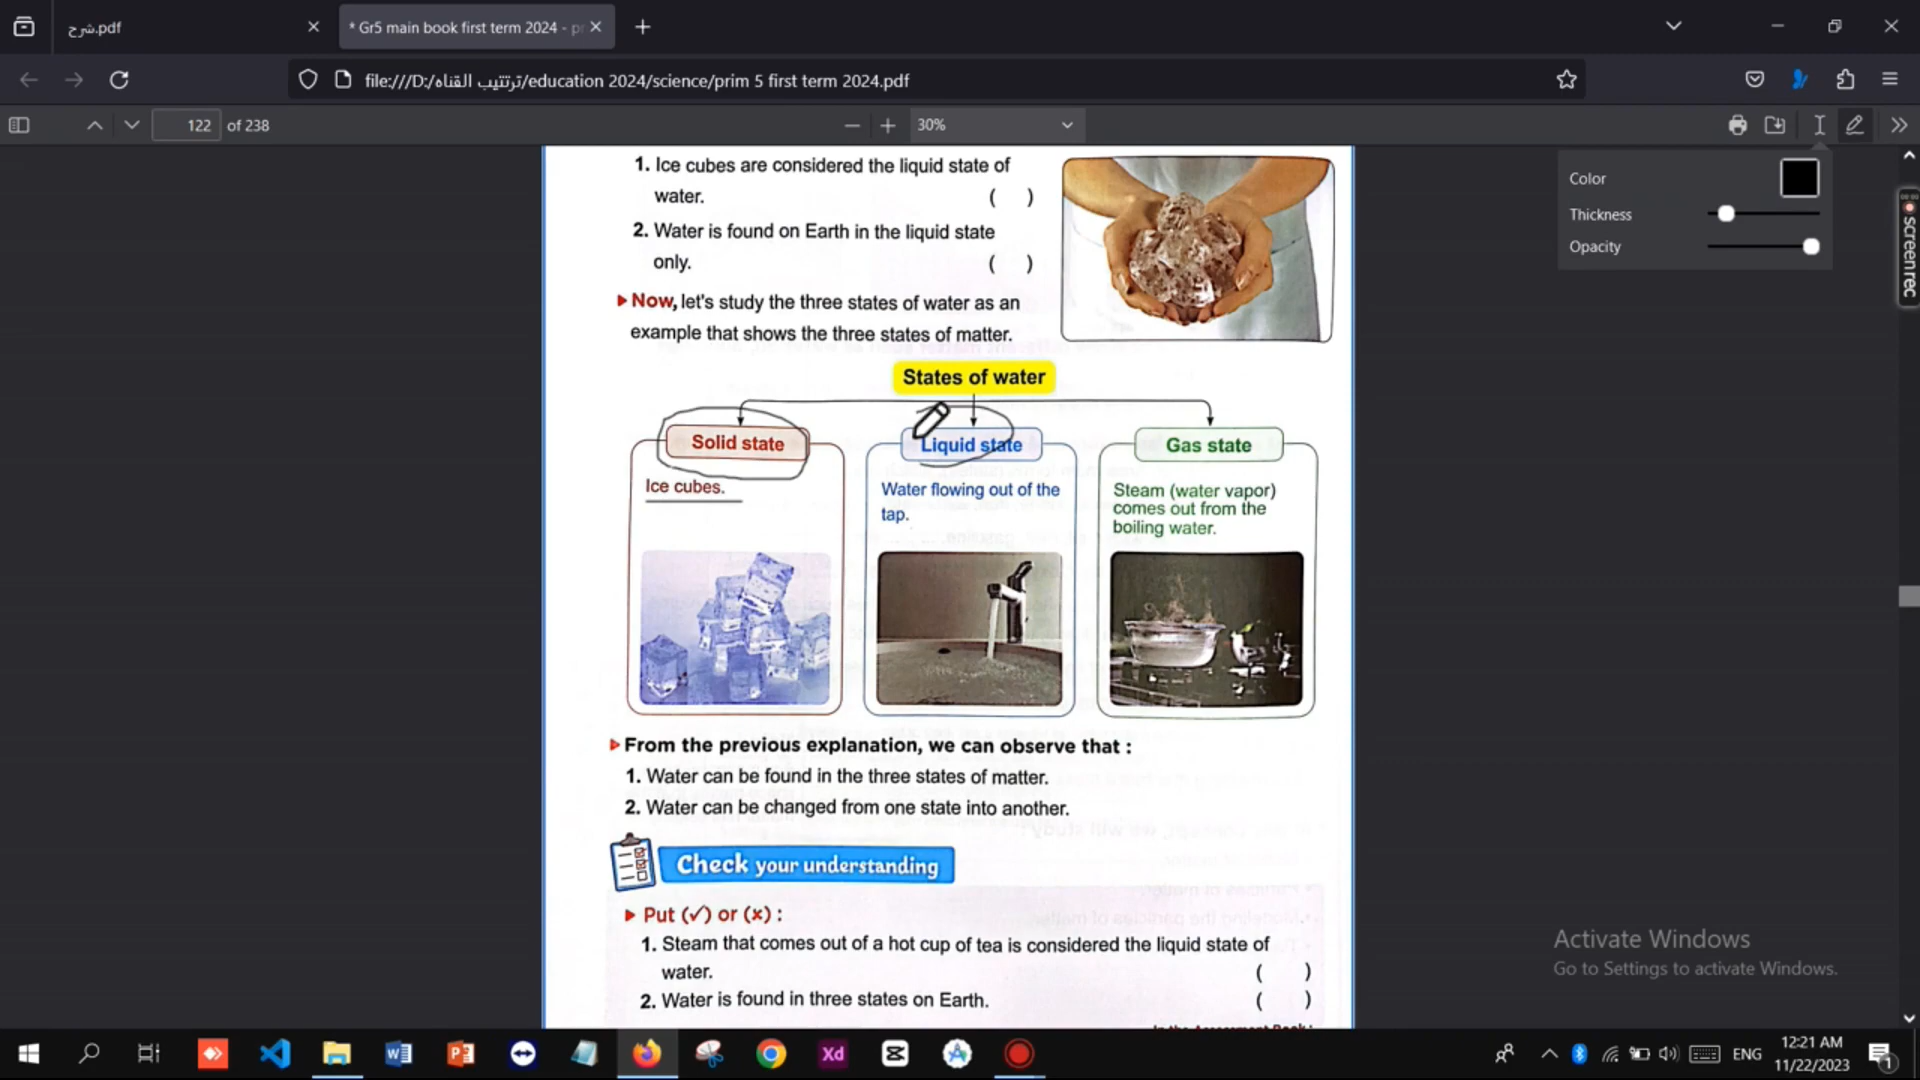 شرح.pdf
* Gr5 main book first term 2024 - pr
file:///D:/ترتتيب القناه/education 2024/science/prim 5 first term 2024.pdf
122 of 238
30%
Color
Thickness
Opacity
screenrec
1. Ice cubes are considered the liquid state of
water. ( )
2. Water is found on Earth in the liquid state
only. ( )
Now, let's study the three states of water as an
example that shows the three states of matter.
States of water
Solid state
Liquid state
Gas state
Ice cubes.
Water flowing out of the
tap.
Steam (water vapor)
comes out from the
boiling water.
From the previous explanation, we can observe that :
1. Water can be found in the three states of matter.
2. Water can be changed from one state into another.
Check your understanding
Put (✓) or (x) :
1. Steam that comes out of a hot cup of tea is considered the liquid state of
water. ( )
2. Water is found in three states on Earth. ( )
Activate Windows
Go to Settings to activate Windows.
Xd
ENG
12:21 AM
11/22/2023
1